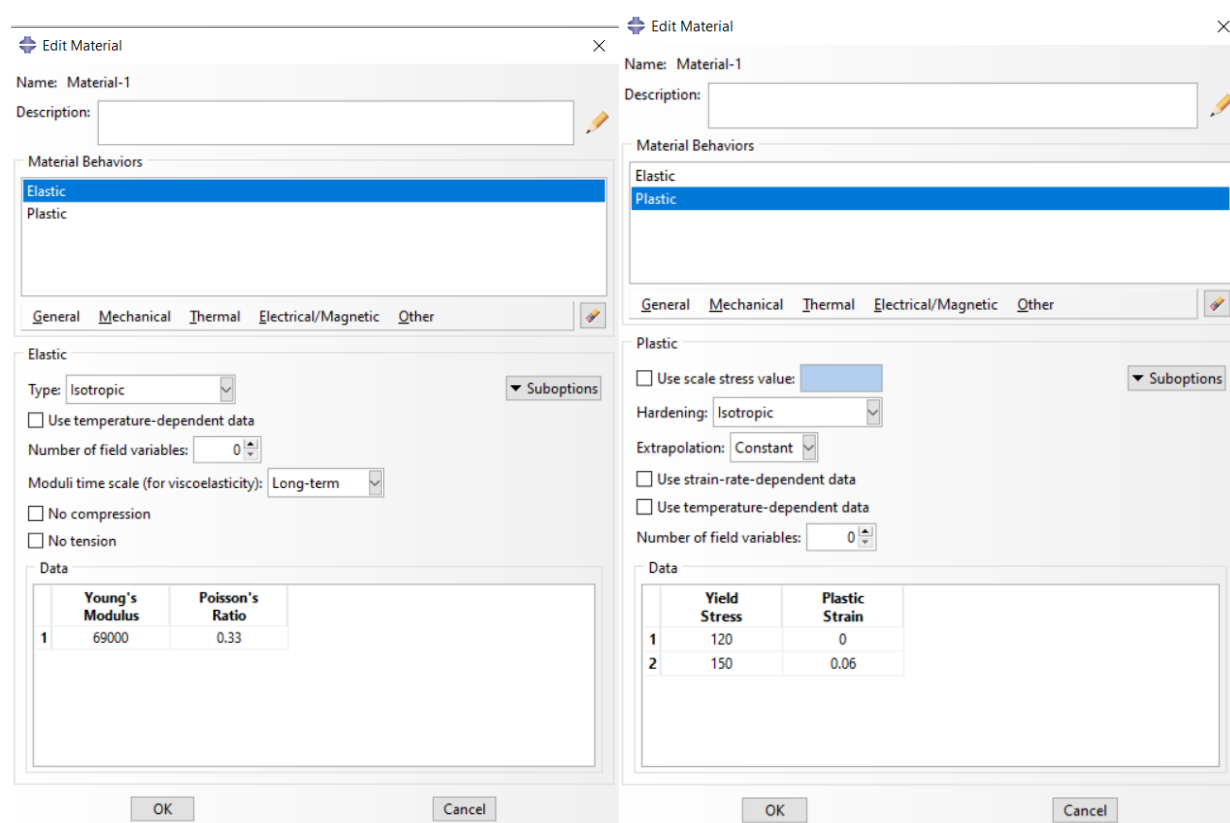 Edit Material
Name: Material-1
Description:
Material Behaviors
Elastic
Plastic
General Mechanical Thermal Electrical/Magnetic Other
Elastic
Type: Isotropic
Suboptions
Use temperature-dependent data
Number of field variables: 0
Moduli time scale (for viscoelasticity): Long-term
No compression
No tension
Data
Young's Poisson's
Modulus Ratio
1 69000 0.33
OK Cancel
Edit Material
Name: Material-1
Description:
Material Behaviors
Elastic
Plastic
General Mechanical Thermal Electrical/Magnetic Other
Plastic
Use scale stress value:
Suboptions
Hardening: Isotropic
Extrapolation: Constant
Use strain-rate-dependent data
Use temperature-dependent data
Number of field variables: 0
Data
Yield Plastic
Stress Strain
1 120 0
2 150 0.06
OK Cancel